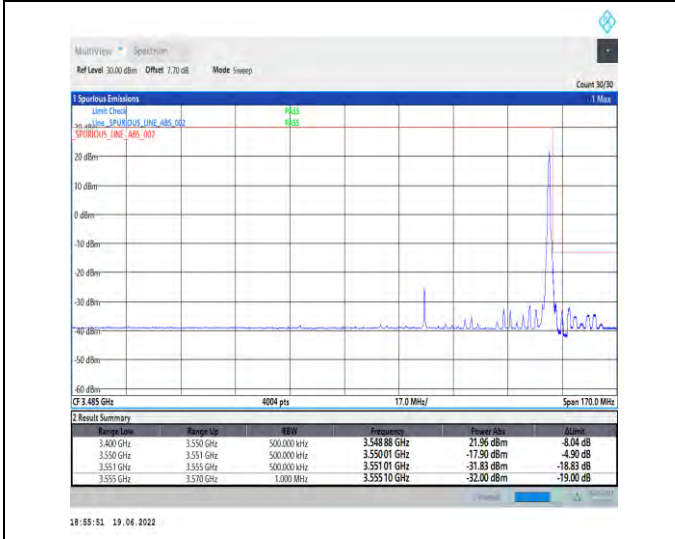 MultiView Spectrum
Ref Level 30.00 dBm Offset 7.70 dB Mode Sweep
Count 30/30
1 Spurious Emissions 1 Max
Limit Check PASS
Line _SPURIOUS_LINE_ABS_002 PASS
_SPURIOUS_LINE_ABS_002
20 dBm
10 dBm
0 dBm
-10 dBm
-20 dBm
-30 dBm
-40 dBm
-50 dBm
-60 dBm
CF 3.485 GHz 4004 pts 17.0 MHz/ Span 170.0 MHz
2 Result Summary
Range Low Range Up RBW Frequency Power Abs ΔLimit
3.400 GHz 3.550 GHz 500.000 kHz 3.548 88 GHz 21.96 dBm -8.04 dB
3.550 GHz 3.551 GHz 500.000 kHz 3.550 01 GHz -17.90 dBm -4.90 dB
3.551 GHz 3.555 GHz 500.000 kHz 3.551 01 GHz -31.83 dBm -18.83 dB
3.555 GHz 3.570 GHz 1.000 MHz 3.555 10 GHz -32.00 dBm -19.00 dB
18:55:51 19.06.2022